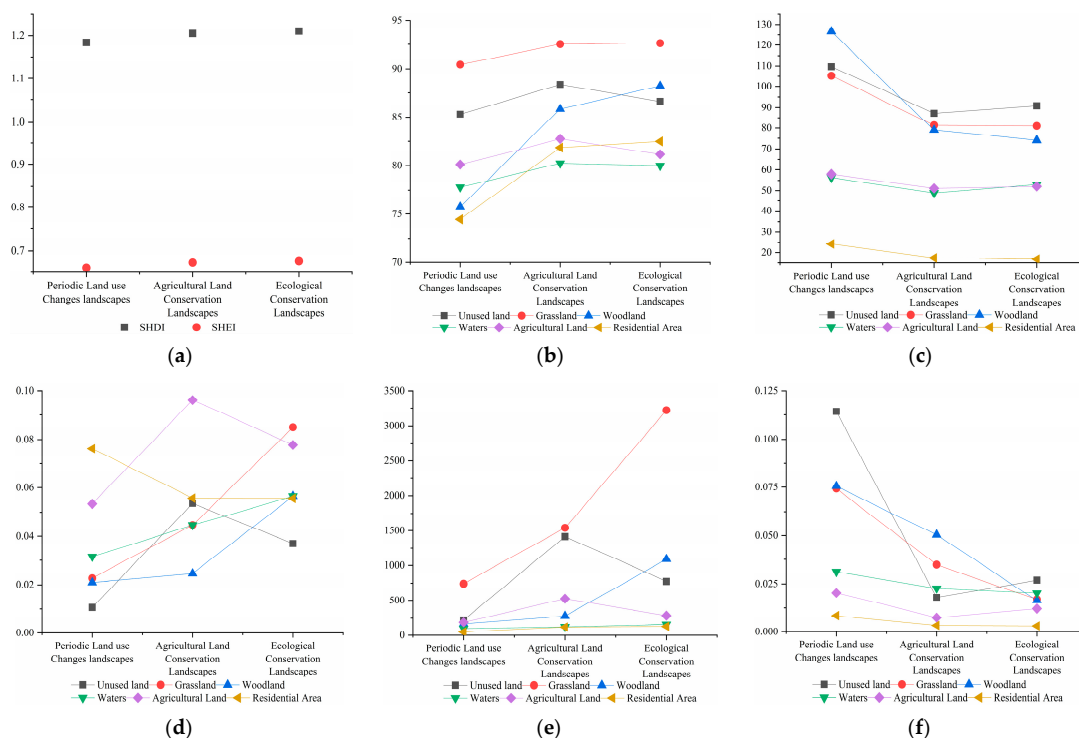 1.2
1.1
1.0
0.9
0.8
0.7
Periodic Land use
Changes landscapes
Agricultural Land
Conservation
Landscapes
Ecological
Conservation
Landscapes
SHDI SHEI
(a)
95
90
85
80
75
70
Periodic Land use
Changes landscapes
Agricultural Land
Conservation
Landscapes
Ecological
Conservation
Landscapes
Unused land Grassland Woodland
Waters Agricultural Land Residential Area
(b)
130
120
110
100
90
80
70
60
50
40
30
20
Periodic Land use
Changes landscapes
Agricultural Land
Conservation
Landscapes
Ecological
Conservation
Landscapes
Unused land Grassland Woodland
Waters Agricultural Land Residential Area
(c)
0.10
0.08
0.06
0.04
0.02
0.00
Periodic Land use
Changes landscapes
Agricultural Land
Conservation
Landscapes
Ecological
Conservation
Landscapes
Unused land Grassland Woodland
Waters Agricultural Land Residential Area
(d)
3500
3000
2500
2000
1500
1000
500
0
Periodic Land use
Changes landscapes
Agricultural Land
Conservation
Landscapes
Ecological
Conservation
Landscapes
Unused land Grassland Woodland
Waters Agricultural Land Residential Area
(e)
0.125
0.100
0.075
0.050
0.025
0.000
Periodic Land use
Changes landscapes
Agricultural Land
Conservation
Landscapes
Ecological
Conservation
Landscapes
Unused land Grassland Woodland
Waters Agricultural Land Residential Area
(f)